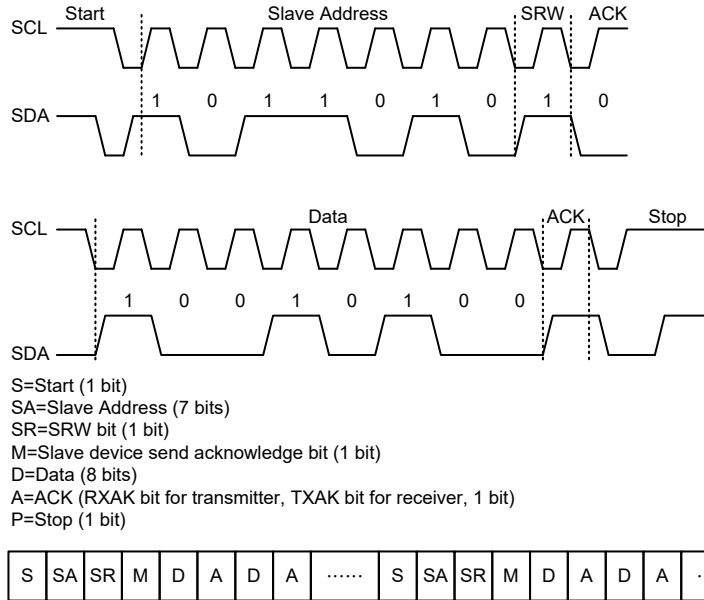 Start Slave Address SRW ACK
SCL
1 0 1 1 0 1 0 1 0
SDA
Data ACK Stop
SCL
1 0 0 1 0 1 0 0
SDA
S=Start (1 bit)
SA=Slave Address (7 bits)
SR=SRW bit (1 bit)
M=Slave device send acknowledge bit (1 bit)
D=Data (8 bits)
A=ACK (RXAK bit for transmitter, TXAK bit for receiver, 1 bit)
P=Stop (1 bit)
S SA SR M D A D A ...... S SA SR M D A D A